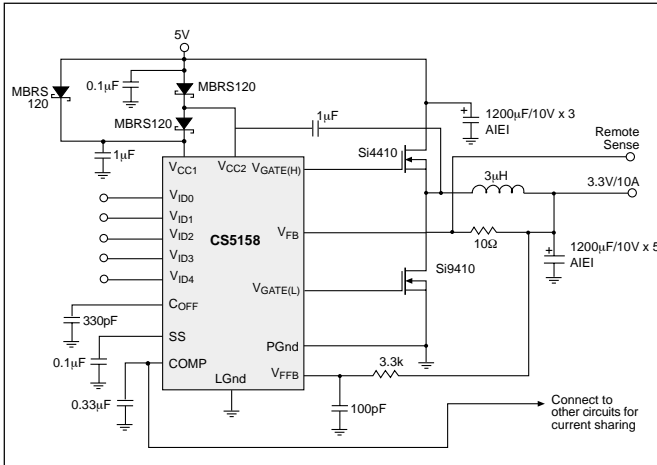 5V
MBRS
120
0.1µF
MBRS120
MBRS120
1µF
1µF
1200µF/10V x 3
AIEI
Remote
Sense
Si4410
3µH
3.3V/10A
VCC1
VCC2
VGATE(H)
VID0
VID1
VID2
VID3
VID4
CS5158
VFB
10Ω
1200µF/10V x 5
AIEI
Si9410
VGATE(L)
COFF
330pF
SS
0.1µF
PGnd
COMP
VFFB
3.3k
LGnd
0.33µF
100pF
Connect to
other circuits for
current sharing